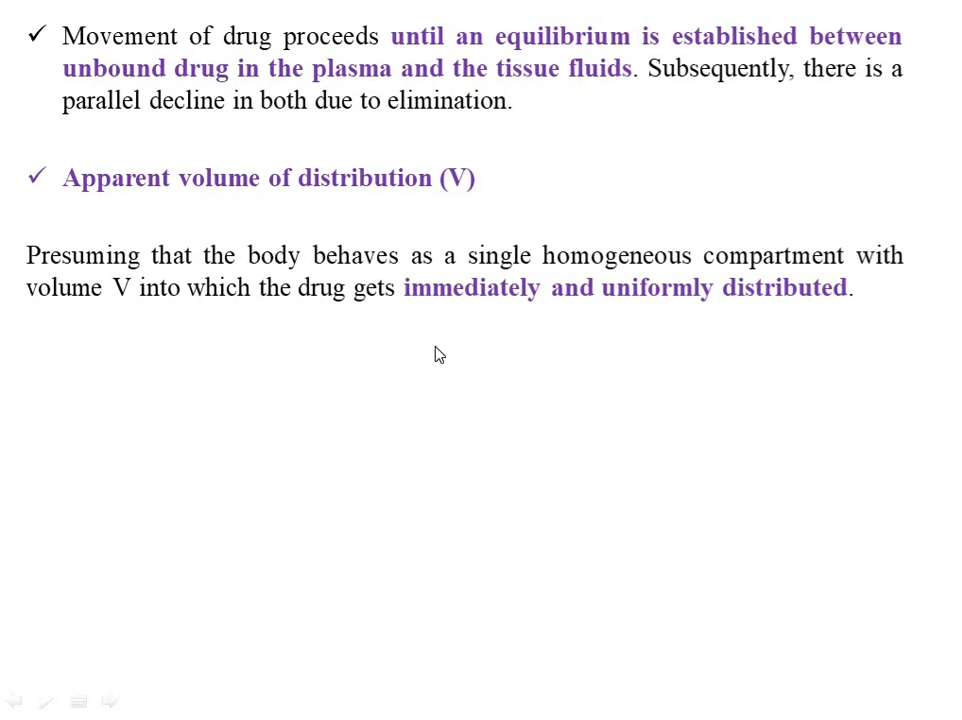 Movement of drug proceeds until an equilibrium is established between
unbound drug in the plasma and the tissue fluids. Subsequently, there is a
parallel decline in both due to elimination.
Apparent volume of distribution (V)
Presuming that the body behaves as a single homogeneous compartment with
volume V into which the drug gets immediately and uniformly distributed.